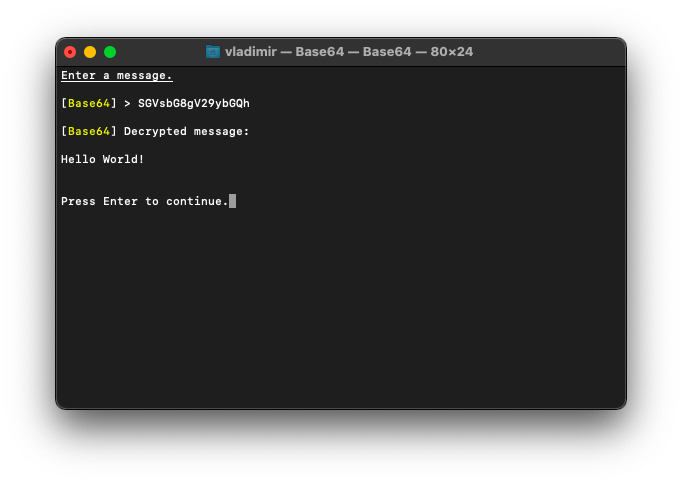 vladimir — Base64 — Base64 — 80×24
Enter a message.
[Base64] > SGVsbG8gV29ybGQh
[Base64] Decrypted message:
Hello World!
Press Enter to continue.